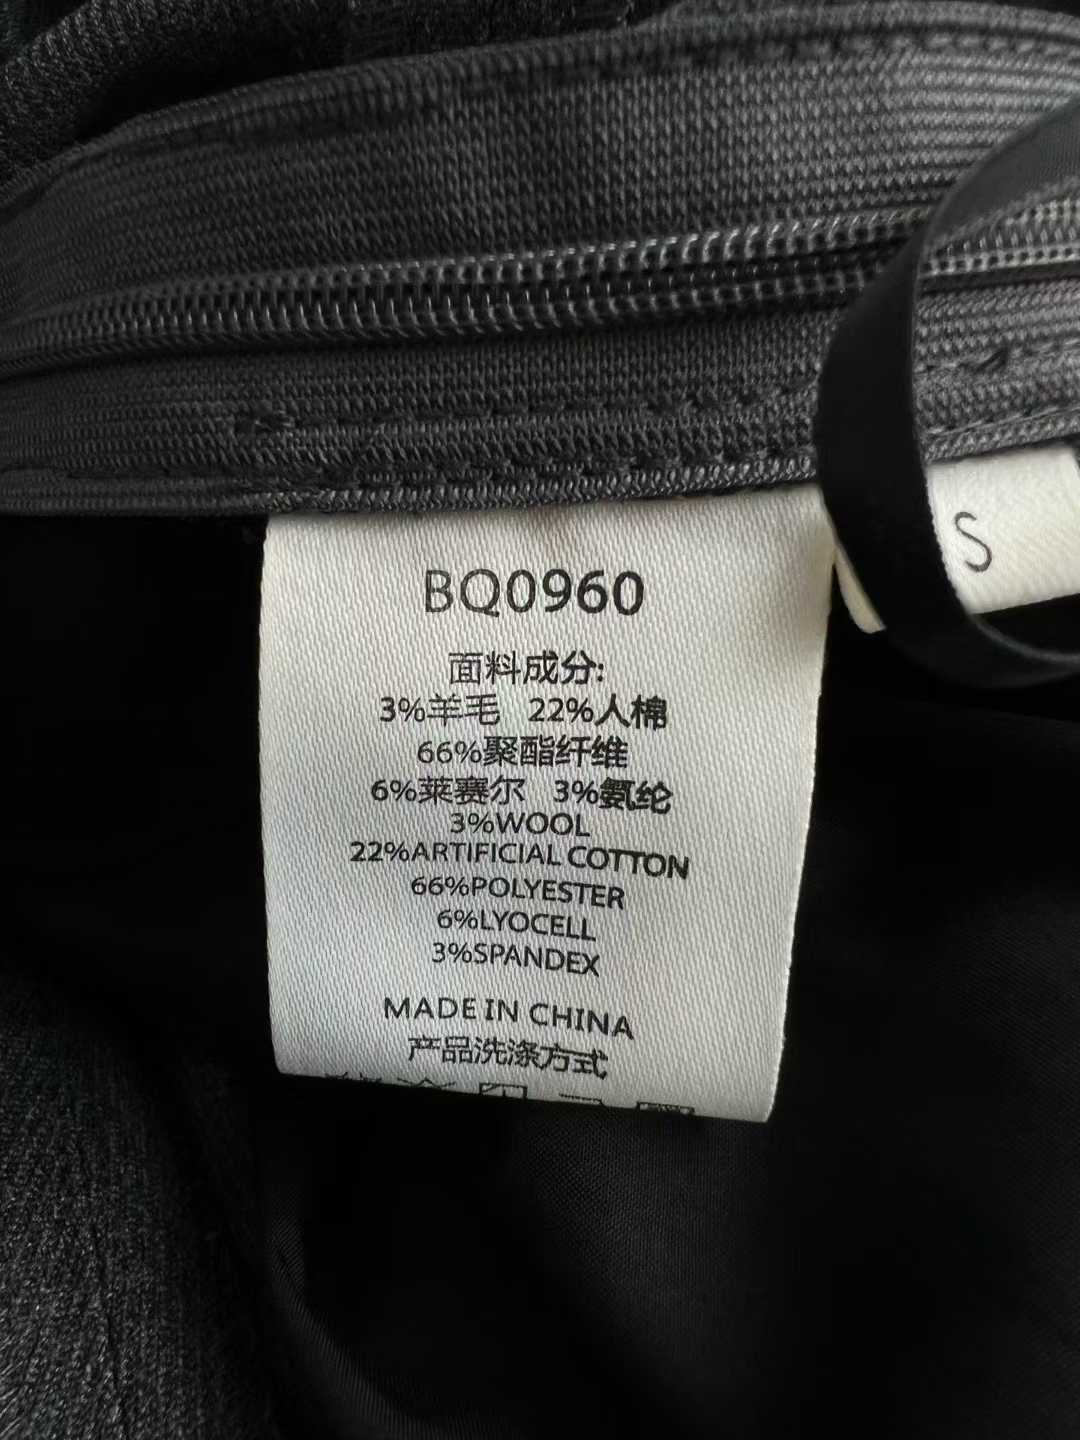 BQ0960
S
面料成分:
3%羊毛 22%人棉
66%聚酯纤维
6%莱赛尔 3%氨纶
3%WOOL
22%ARTIFICIAL COTTON
66%POLYESTER
6%LYOCELL
3%SPANDEX
MADE IN CHINA
产品洗涤方式